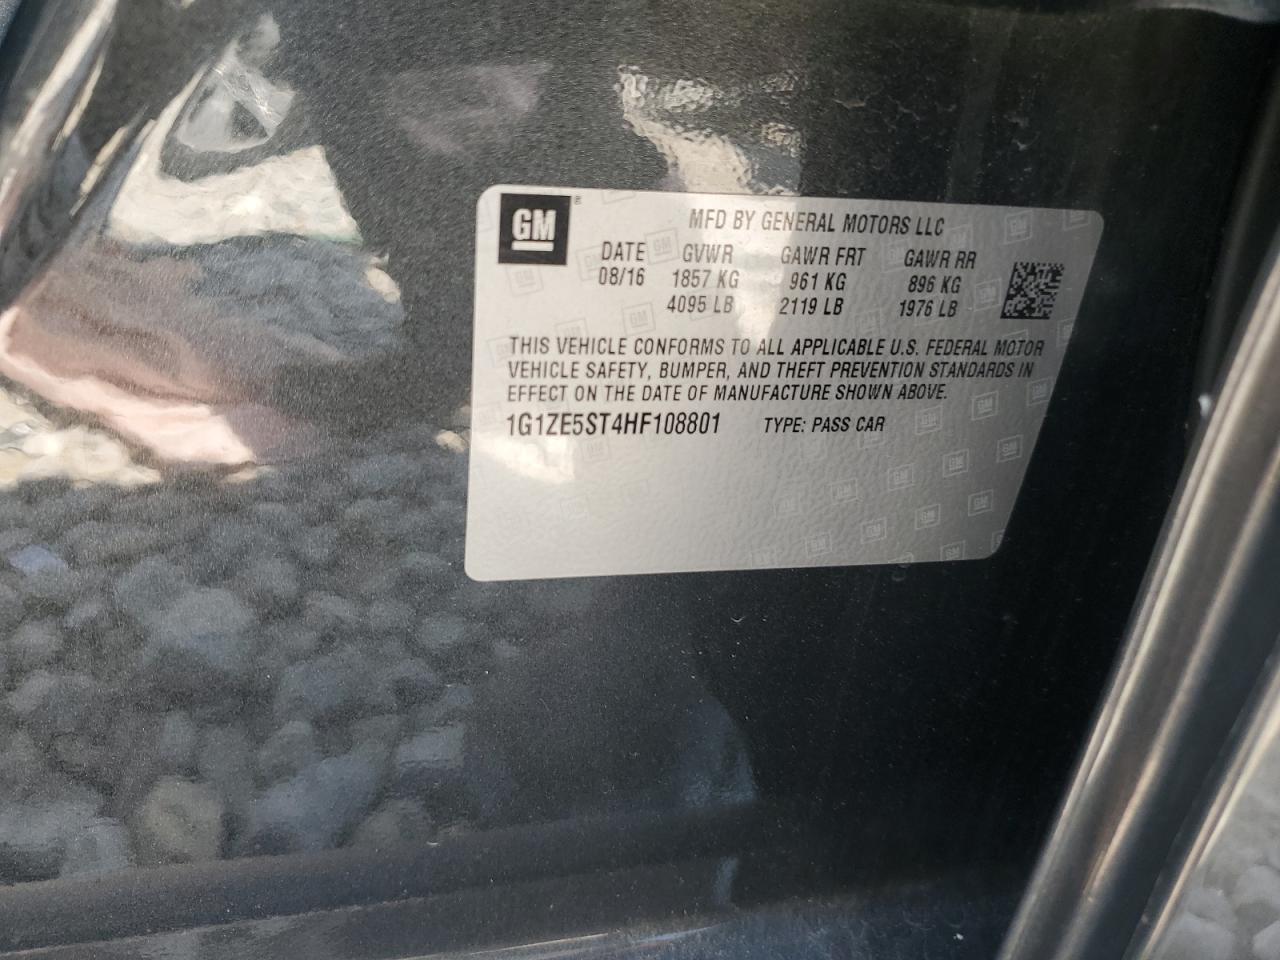 GM
MFD BY GENERAL MOTORS LLC
DATE GVWR GAWR FRT GAWR RR
08/16 1857 KG 961 KG 896 KG
4095 LB 2119 LB 1976 LB
THIS VEHICLE CONFORMS TO ALL APPLICABLE U.S. FEDERAL MOTOR
VEHICLE SAFETY, BUMPER, AND THEFT PREVENTION STANDARDS IN
EFFECT ON THE DATE OF MANUFACTURE SHOWN ABOVE.
1G1ZE5ST4HF108801 TYPE: PASS CAR